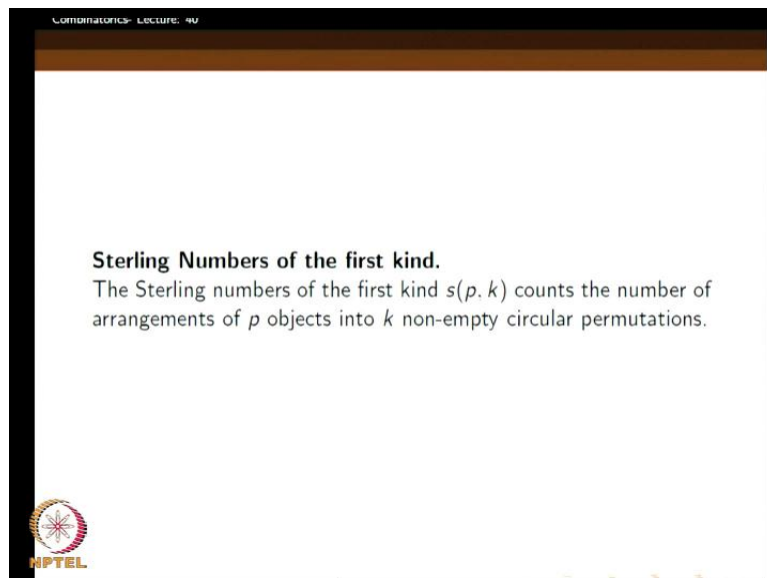 Combinatorics- Lecture: 40
Sterling Numbers of the first kind.
The Sterling numbers of the first kind s(p, k) counts the number of
arrangements of p objects into k non-empty circular permutations.
NPTEL